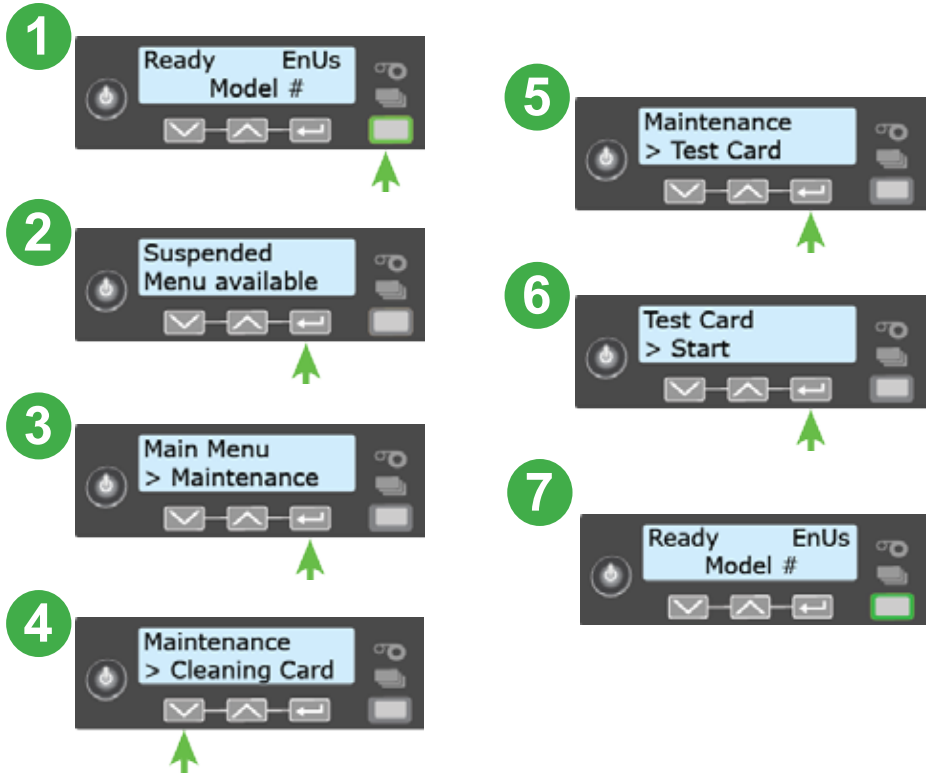 1
Ready EnUs
Model #
2
Suspended
Menu available
3
Main Menu
> Maintenance
4
Maintenance
> Cleaning Card
5
Maintenance
> Test Card
6
Test Card
> Start
7
Ready EnUs
Model #